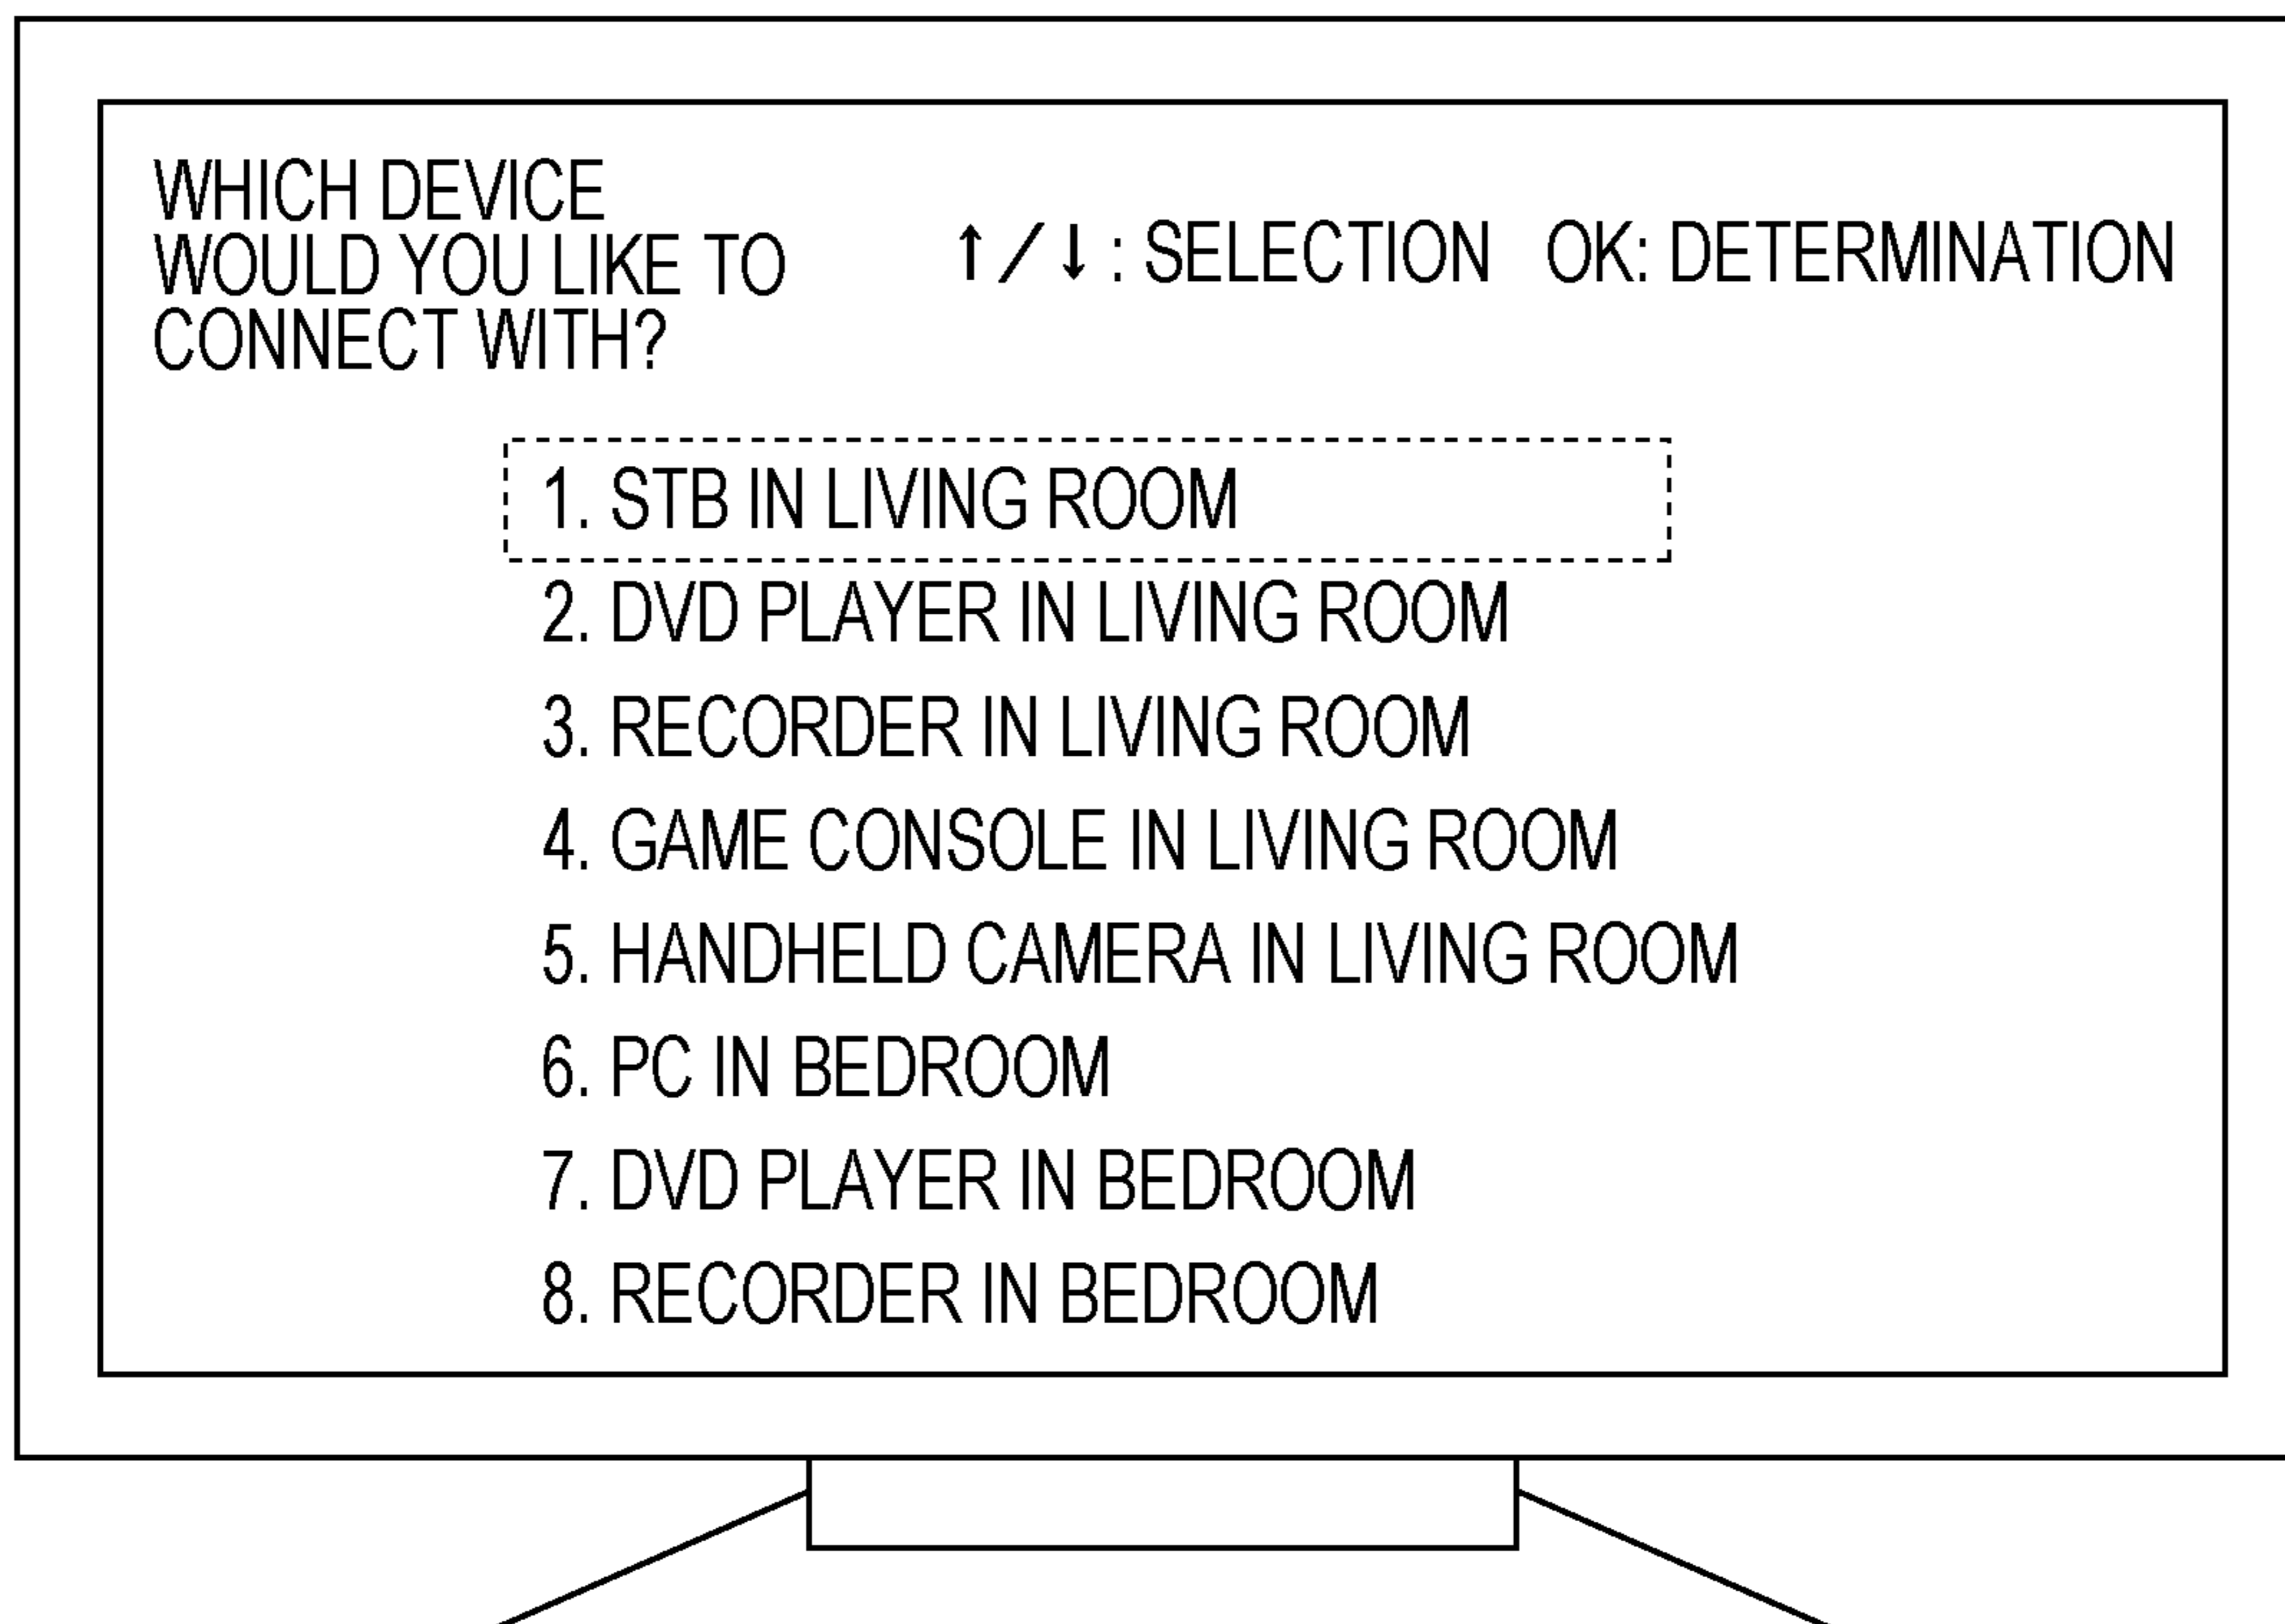 WHICH DEVICE
WOULD YOU LIKE TO
CONNECT WITH?
↑/↓: SELECTION OK: DETERMINATION
1. STB IN LIVING ROOM
2. DVD PLAYER IN LIVING ROOM
3. RECORDER IN LIVING ROOM
4. GAME CONSOLE IN LIVING ROOM
5. HANDHELD CAMERA IN LIVING ROOM
6. PC IN BEDROOM
7. DVD PLAYER IN BEDROOM
8. RECORDER IN BEDROOM